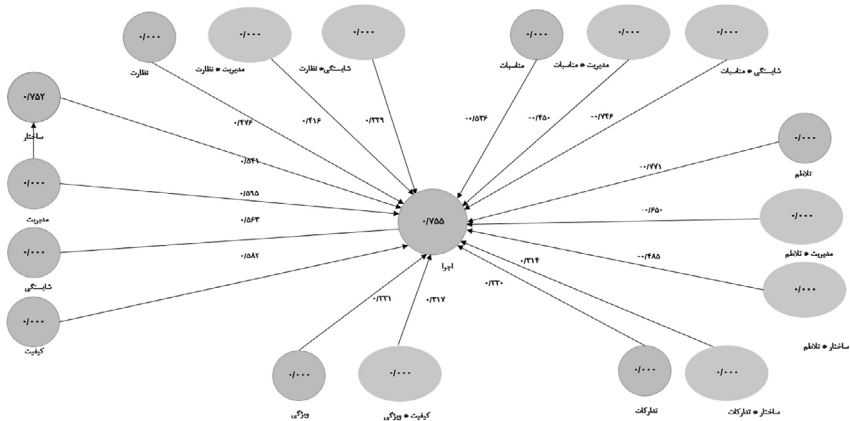 ۰/۰۰۰
نظارت
۰/۰۰۰
مدیریت * نظارت
۰/۰۰۰
شایستگی * نظارت
۰/۰۰۰
مناسبات
۰/۰۰۰
مدیریت * مناسبات
۰/۰۰۰
شایستگی * مناسبات
۰/۷۵۲
ساختار
۰/۰۰۰
مدیریت
۰/۰۰۰
شایستگی
۰/۰۰۰
کیفیت
۰/۴۷۶
۰/۴۱۶
۰/۳۲۹
-۰/۵۳۶
-۰/۴۵۰
-۰/۷۴۶
۰/۵۴۱
۰/۵۹۵
۰/۵۶۳
۰/۵۸۲
۰/۷۵۵
اجرا
-۰/۷۷۱
-۰/۶۵۰
-۰/۴۸۵
۰/۰۰۰
تلاطم
۰/۰۰۰
مدیریت * تلاطم
۰/۰۰۰
ساختار * تلاطم
۰/۳۱۴
۰/۳۳۰
۰/۳۱۷
۰/۰۰۰
ویژگی
۰/۰۰۰
کیفیت * ویژگی
۰/۰۰۰
تدارکات
۰/۰۰۰
ساختار * تدارکات